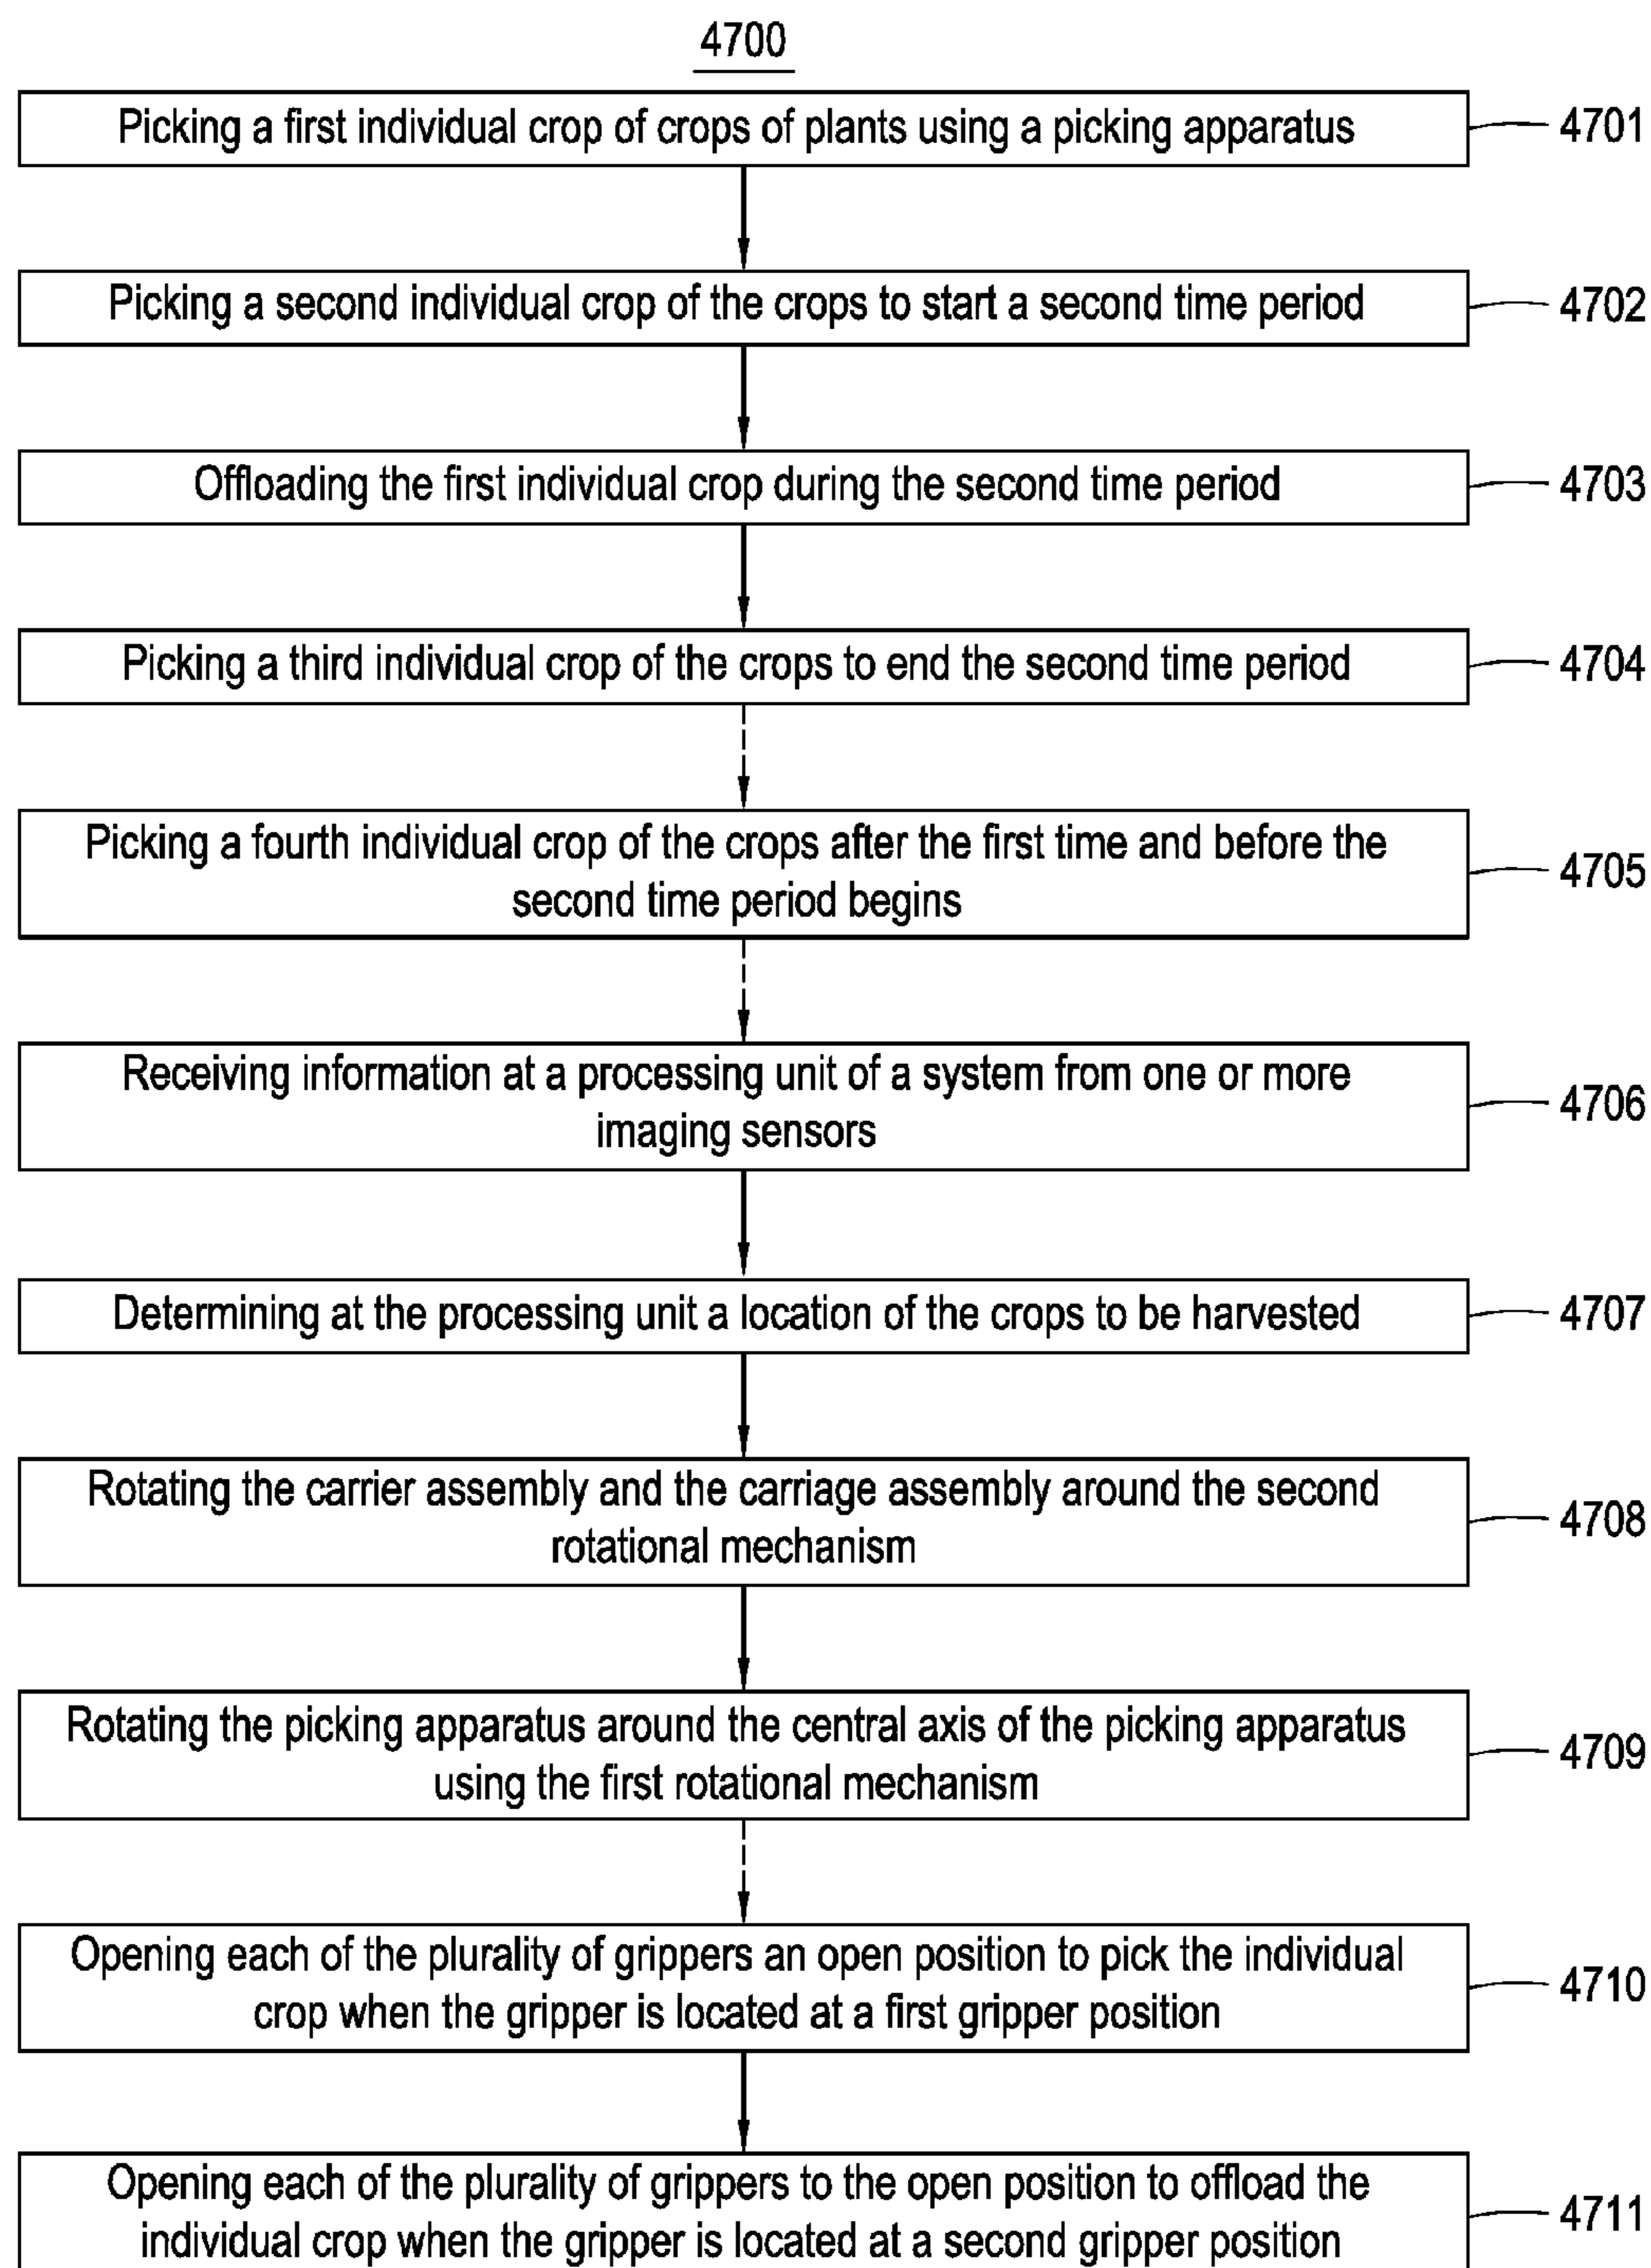 4700
Picking a first individual crop of crops of plants using a picking apparatus
4701
Picking a second individual crop of the crops to start a second time period
4702
Offloading the first individual crop during the second time period
4703
Picking a third individual crop of the crops to end the second time period
4704
Picking a fourth individual crop of the crops after the first time and before the
second time period begins
4705
Receiving information at a processing unit of a system from one or more
imaging sensors
4706
Determining at the processing unit a location of the crops to be harvested
4707
Rotating the carrier assembly and the carriage assembly around the second
rotational mechanism
4708
Rotating the picking apparatus around the central axis of the picking apparatus
using the first rotational mechanism
4709
Opening each of the plurality of grippers an open position to pick the individual
crop when the gripper is located at a first gripper position
4710
Opening each of the plurality of grippers to the open position to offload the
individual crop when the gripper is located at a second gripper position
4711